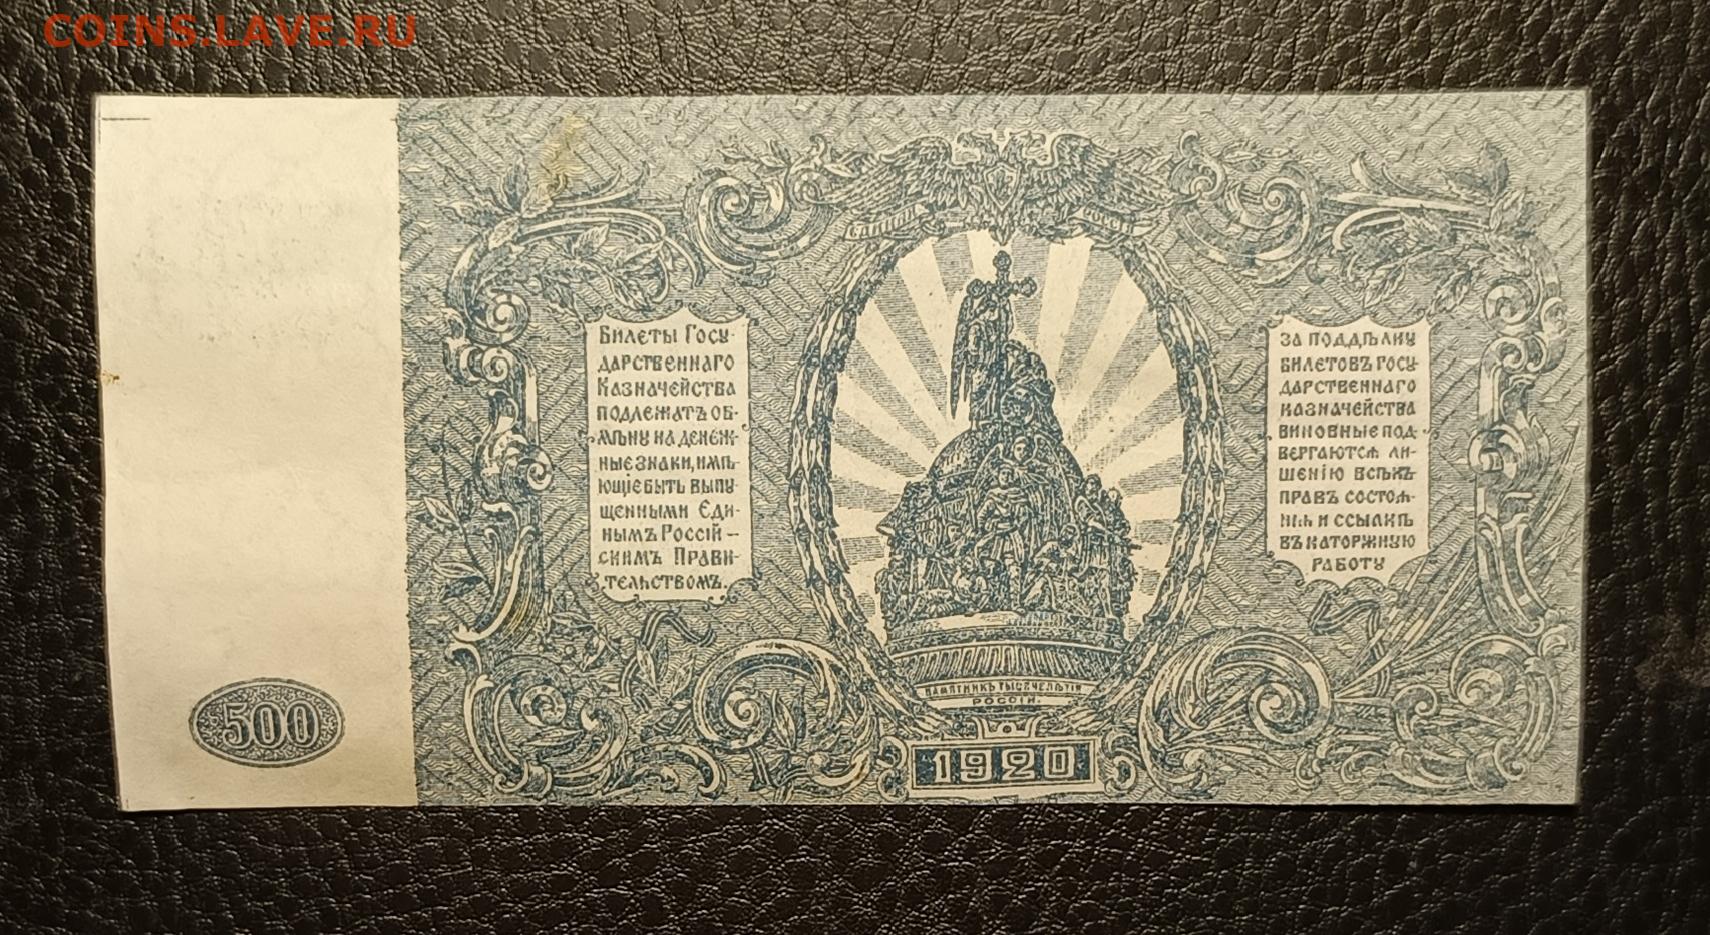 COINS.LAVE.RU
ЕДИНАЯ РОССІЯ
Билеты Госу-
дарственнаго
Казначейства
подлежатъ об-
мѣну на денеж-
ные знаки, имѣ-
ющіе быть выпу-
щенными Еди-
нымъ Россій-
скимъ Прави-
тельствомъ.
За поддѣлку
билетовъ Госу-
дарственнаго
казначейства
виновные под-
вергаются ли-
шенію всѣхъ
правъ состоя-
нія и ссылкѣ
въ каторжную
работу
ПАМЯТНИКЪ ТЫСЯЧЕЛѢТІЯ
РОССІИ.
500
1920